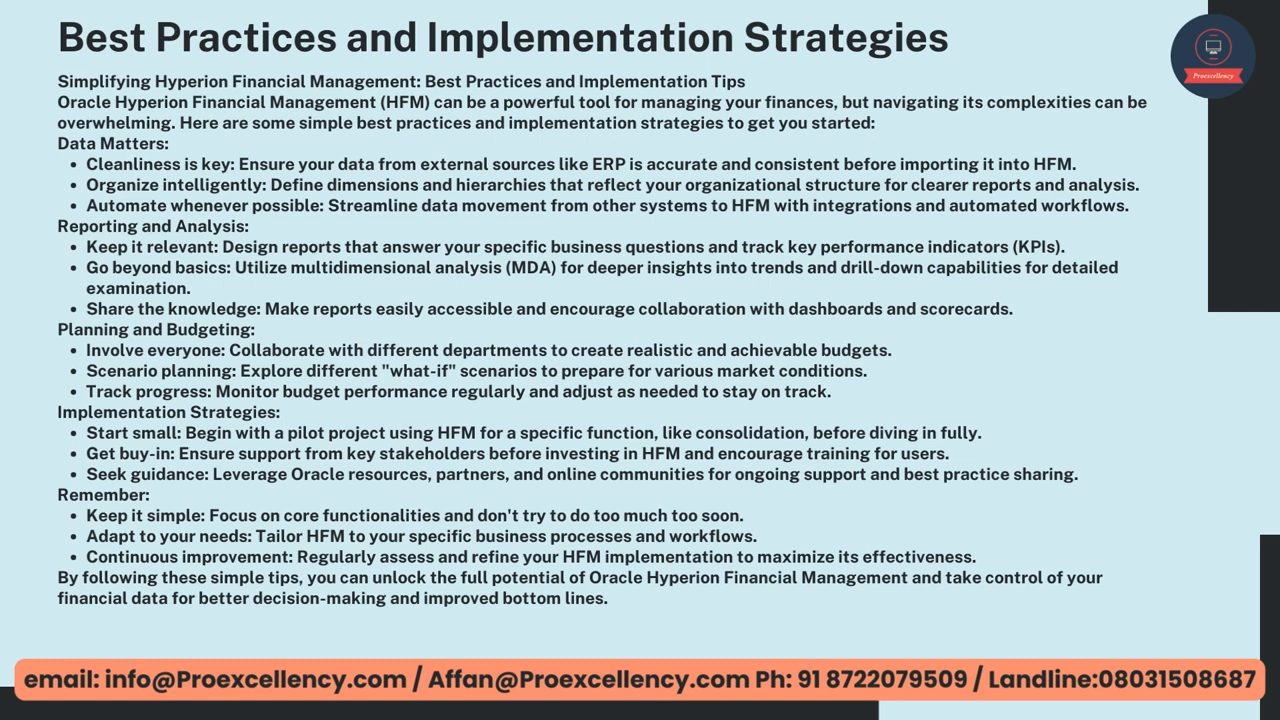 Best Practices and Implementation Strategies
Proexcellency
Simplifying Hyperion Financial Management: Best Practices and Implementation Tips
Oracle Hyperion Financial Management (HFM) can be a powerful tool for managing your finances, but navigating its complexities can be
overwhelming. Here are some simple best practices and implementation strategies to get you started:
Data Matters:
• Cleanliness is key: Ensure your data from external sources like ERP is accurate and consistent before importing it into HFM.
• Organize intelligently: Define dimensions and hierarchies that reflect your organizational structure for clearer reports and analysis.
• Automate whenever possible: Streamline data movement from other systems to HFM with integrations and automated workflows.
Reporting and Analysis:
• Keep it relevant: Design reports that answer your specific business questions and track key performance indicators (KPIs).
• Go beyond basics: Utilize multidimensional analysis (MDA) for deeper insights into trends and drill-down capabilities for detailed
examination.
• Share the knowledge: Make reports easily accessible and encourage collaboration with dashboards and scorecards.
Planning and Budgeting:
• Involve everyone: Collaborate with different departments to create realistic and achievable budgets.
• Scenario planning: Explore different "what-if" scenarios to prepare for various market conditions.
• Track progress: Monitor budget performance regularly and adjust as needed to stay on track.
Implementation Strategies:
• Start small: Begin with a pilot project using HFM for a specific function, like consolidation, before diving in fully.
• Get buy-in: Ensure support from key stakeholders before investing in HFM and encourage training for users.
• Seek guidance: Leverage Oracle resources, partners, and online communities for ongoing support and best practice sharing.
Remember:
• Keep it simple: Focus on core functionalities and don't try to do too much too soon.
• Adapt to your needs: Tailor HFM to your specific business processes and workflows.
• Continuous improvement: Regularly assess and refine your HFM implementation to maximize its effectiveness.
By following these simple tips, you can unlock the full potential of Oracle Hyperion Financial Management and take control of your
financial data for better decision-making and improved bottom lines.
email: info@Proexcellency.com / Affan@Proexcellency.com Ph: 91 8722079509 / Landline:08031508687